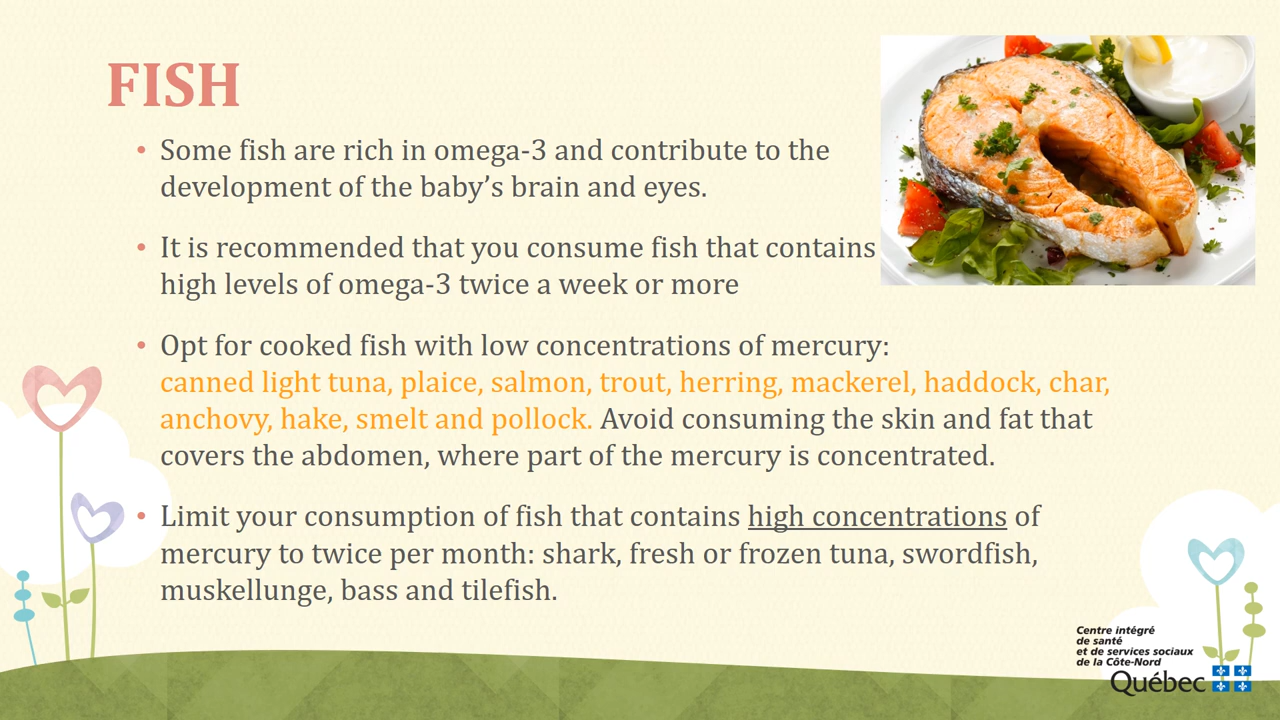 FISH
• Some fish are rich in omega-3 and contribute to the
development of the baby’s brain and eyes.
• It is recommended that you consume fish that contains
high levels of omega-3 twice a week or more
• Opt for cooked fish with low concentrations of mercury:
canned light tuna, plaice, salmon, trout, herring, mackerel, haddock, char,
anchovy, hake, smelt and pollock. Avoid consuming the skin and fat that
covers the abdomen, where part of the mercury is concentrated.
• Limit your consumption of fish that contains high concentrations of
mercury to twice per month: shark, fresh or frozen tuna, swordfish,
muskellunge, bass and tilefish.
Centre intégré
de santé
et de services sociaux
de la Côte-Nord
Québec